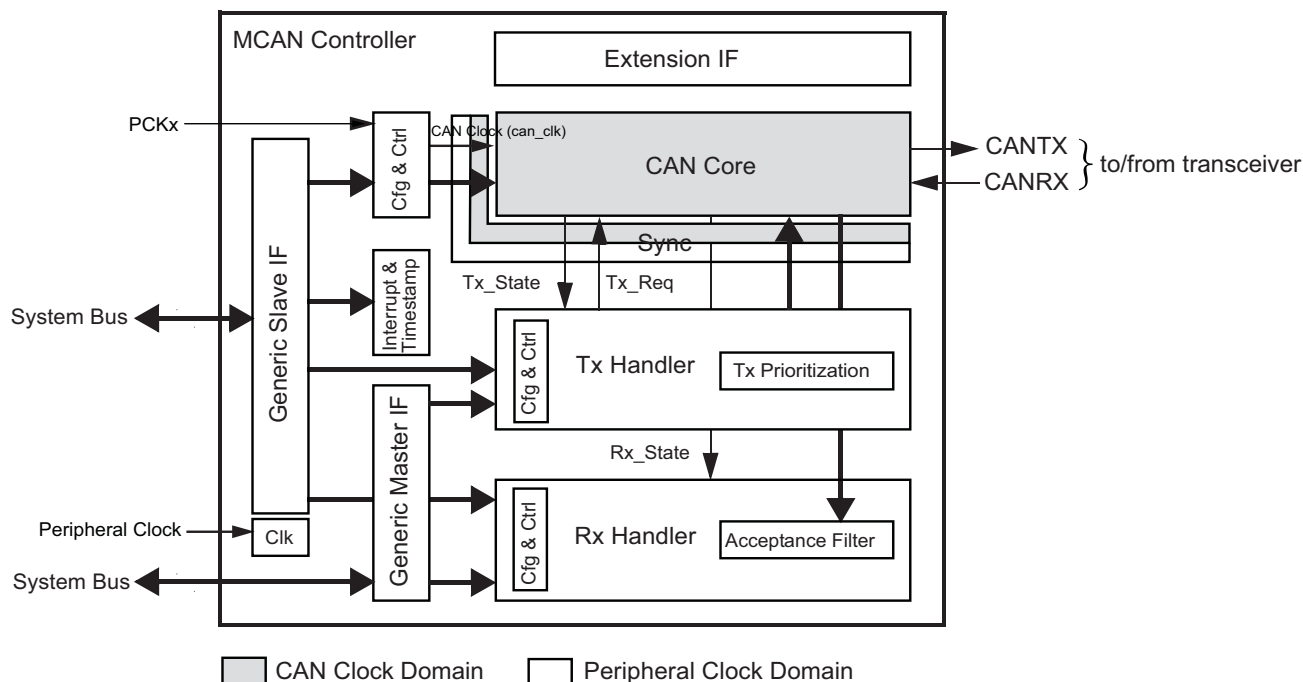 MCAN Controller
Extension IF
PCKx
Cfg & Ctrl
CAN Clock (can_clk)
CAN Core
CANTX
CANRX
to/from transceiver
Sync
Generic Slave IF
Interrupt &
Timestamp
Tx_State
Tx_Req
System Bus
Cfg & Ctrl
Tx Handler
Tx Prioritization
Generic Master IF
Rx_State
Peripheral Clock
Clk
Cfg & Ctrl
Rx Handler
Acceptance Filter
System Bus
CAN Clock Domain
Peripheral Clock Domain